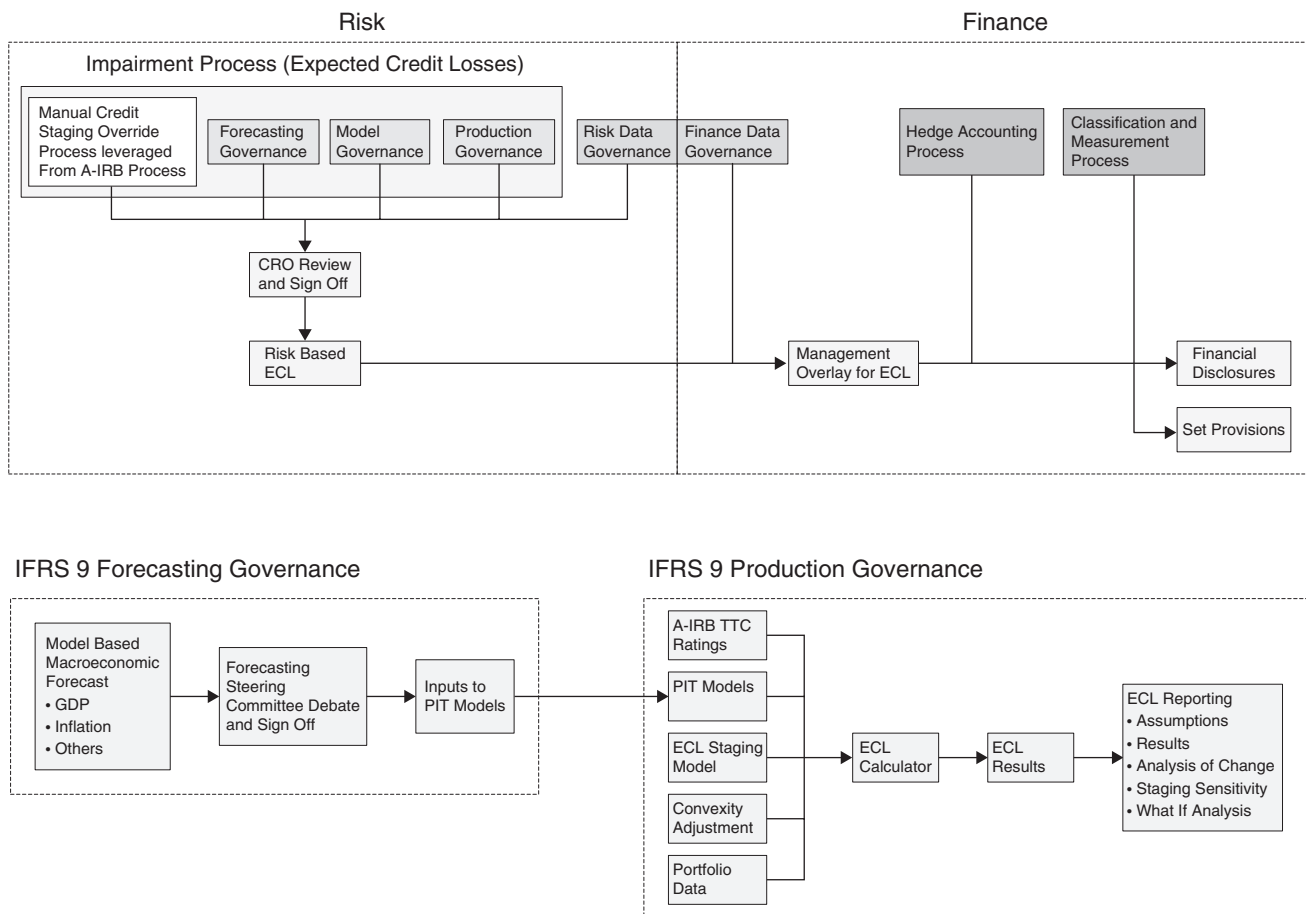 Risk
Finance
Impairment Process (Expected Credit Losses)
Manual Credit
Staging Override
Process leveraged
From A-IRB Process
Forecasting
Governance
Model
Governance
Production
Governance
Risk Data
Governance
Finance Data
Governance
Hedge Accounting
Process
Classification and
Measurement
Process
CRO Review
and Sign Off
Risk Based
ECL
Management
Overlay for ECL
Financial
Disclosures
Set Provisions
IFRS 9 Forecasting Governance
Model Based
Macroeconomic
Forecast
• GDP
• Inflation
• Others
Forecasting
Steering
Committee Debate
and Sign Off
Inputs to
PIT Models
IFRS 9 Production Governance
A-IRB TTC
Ratings
PIT Models
ECL Staging
Model
Convexity
Adjustment
Portfolio
Data
ECL
Calculator
ECL
Results
ECL Reporting
• Assumptions
• Results
• Analysis of Change
• Staging Sensitivity
• What If Analysis